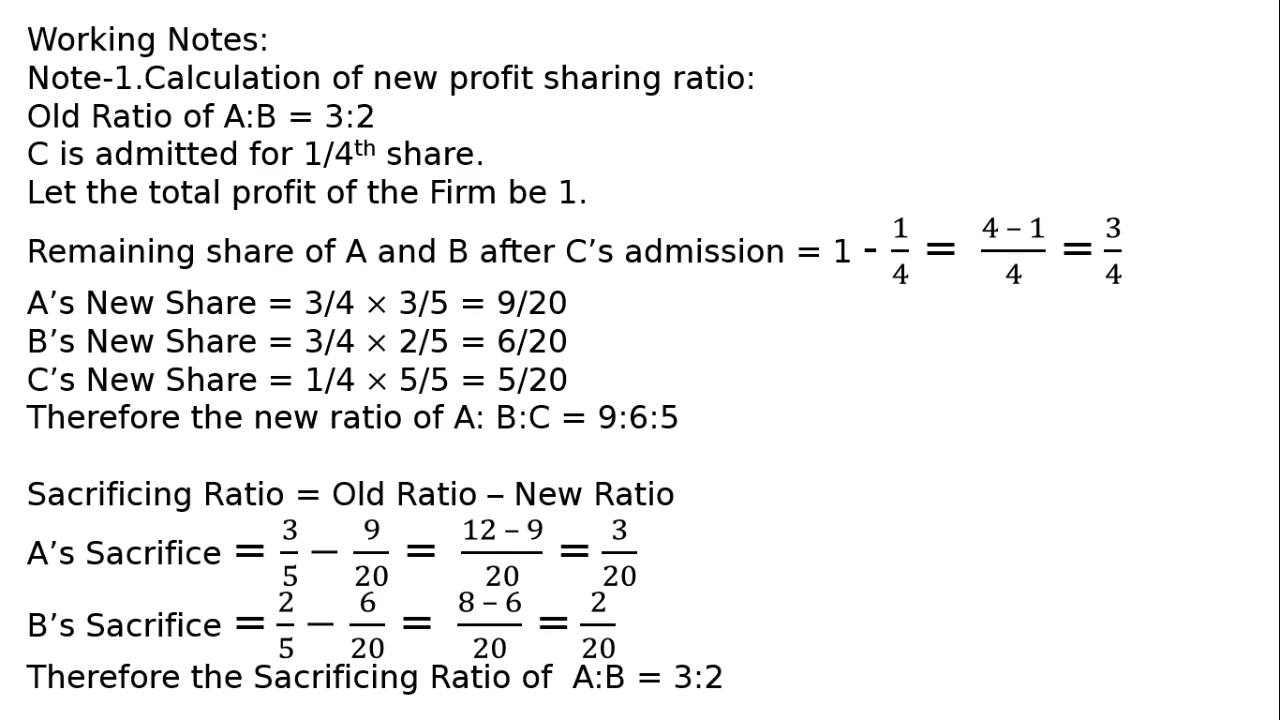 Working Notes:
Note-1.Calculation of new profit sharing ratio:
Old Ratio of A:B = 3:2
C is admitted for 1/4ᵗʰ share.
Let the total profit of the Firm be 1.
Remaining share of A and B after C’s admission = 1 - 1/4 = (4 – 1)/4 = 3/4
A’s New Share = 3/4 × 3/5 = 9/20
B’s New Share = 3/4 × 2/5 = 6/20
C’s New Share = 1/4 × 5/5 = 5/20
Therefore the new ratio of A: B:C = 9:6:5
Sacrificing Ratio = Old Ratio – New Ratio
A’s Sacrifice = 3/5 − 9/20 = (12 – 9)/20 = 3/20
B’s Sacrifice = 2/5 − 6/20 = (8 – 6)/20 = 2/20
Therefore the Sacrificing Ratio of A:B = 3:2